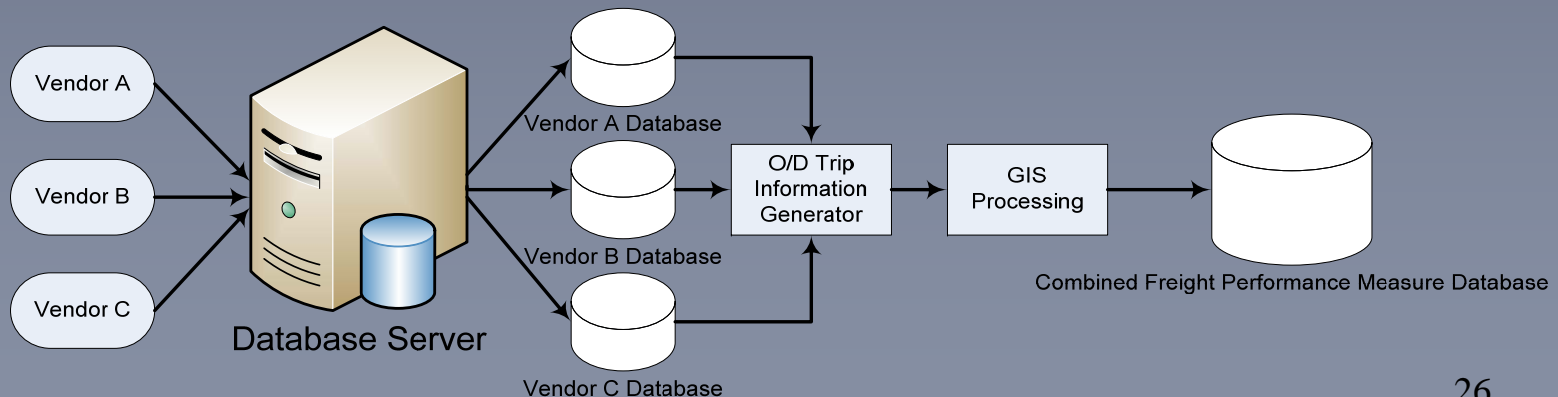 Vendor A
Vendor B
Vendor C
Database Server
Vendor A Database
Vendor B Database
Vendor C Database
O/D Trip
Information
Generator
GIS
Processing
Combined Freight Performance Measure Database
26